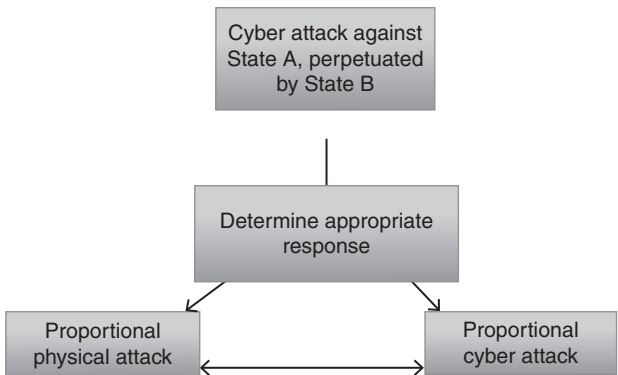 Cyber attack against
State A, perpetuated
by State B
Determine appropriate
response
Proportional
physical attack
Proportional
cyber attack